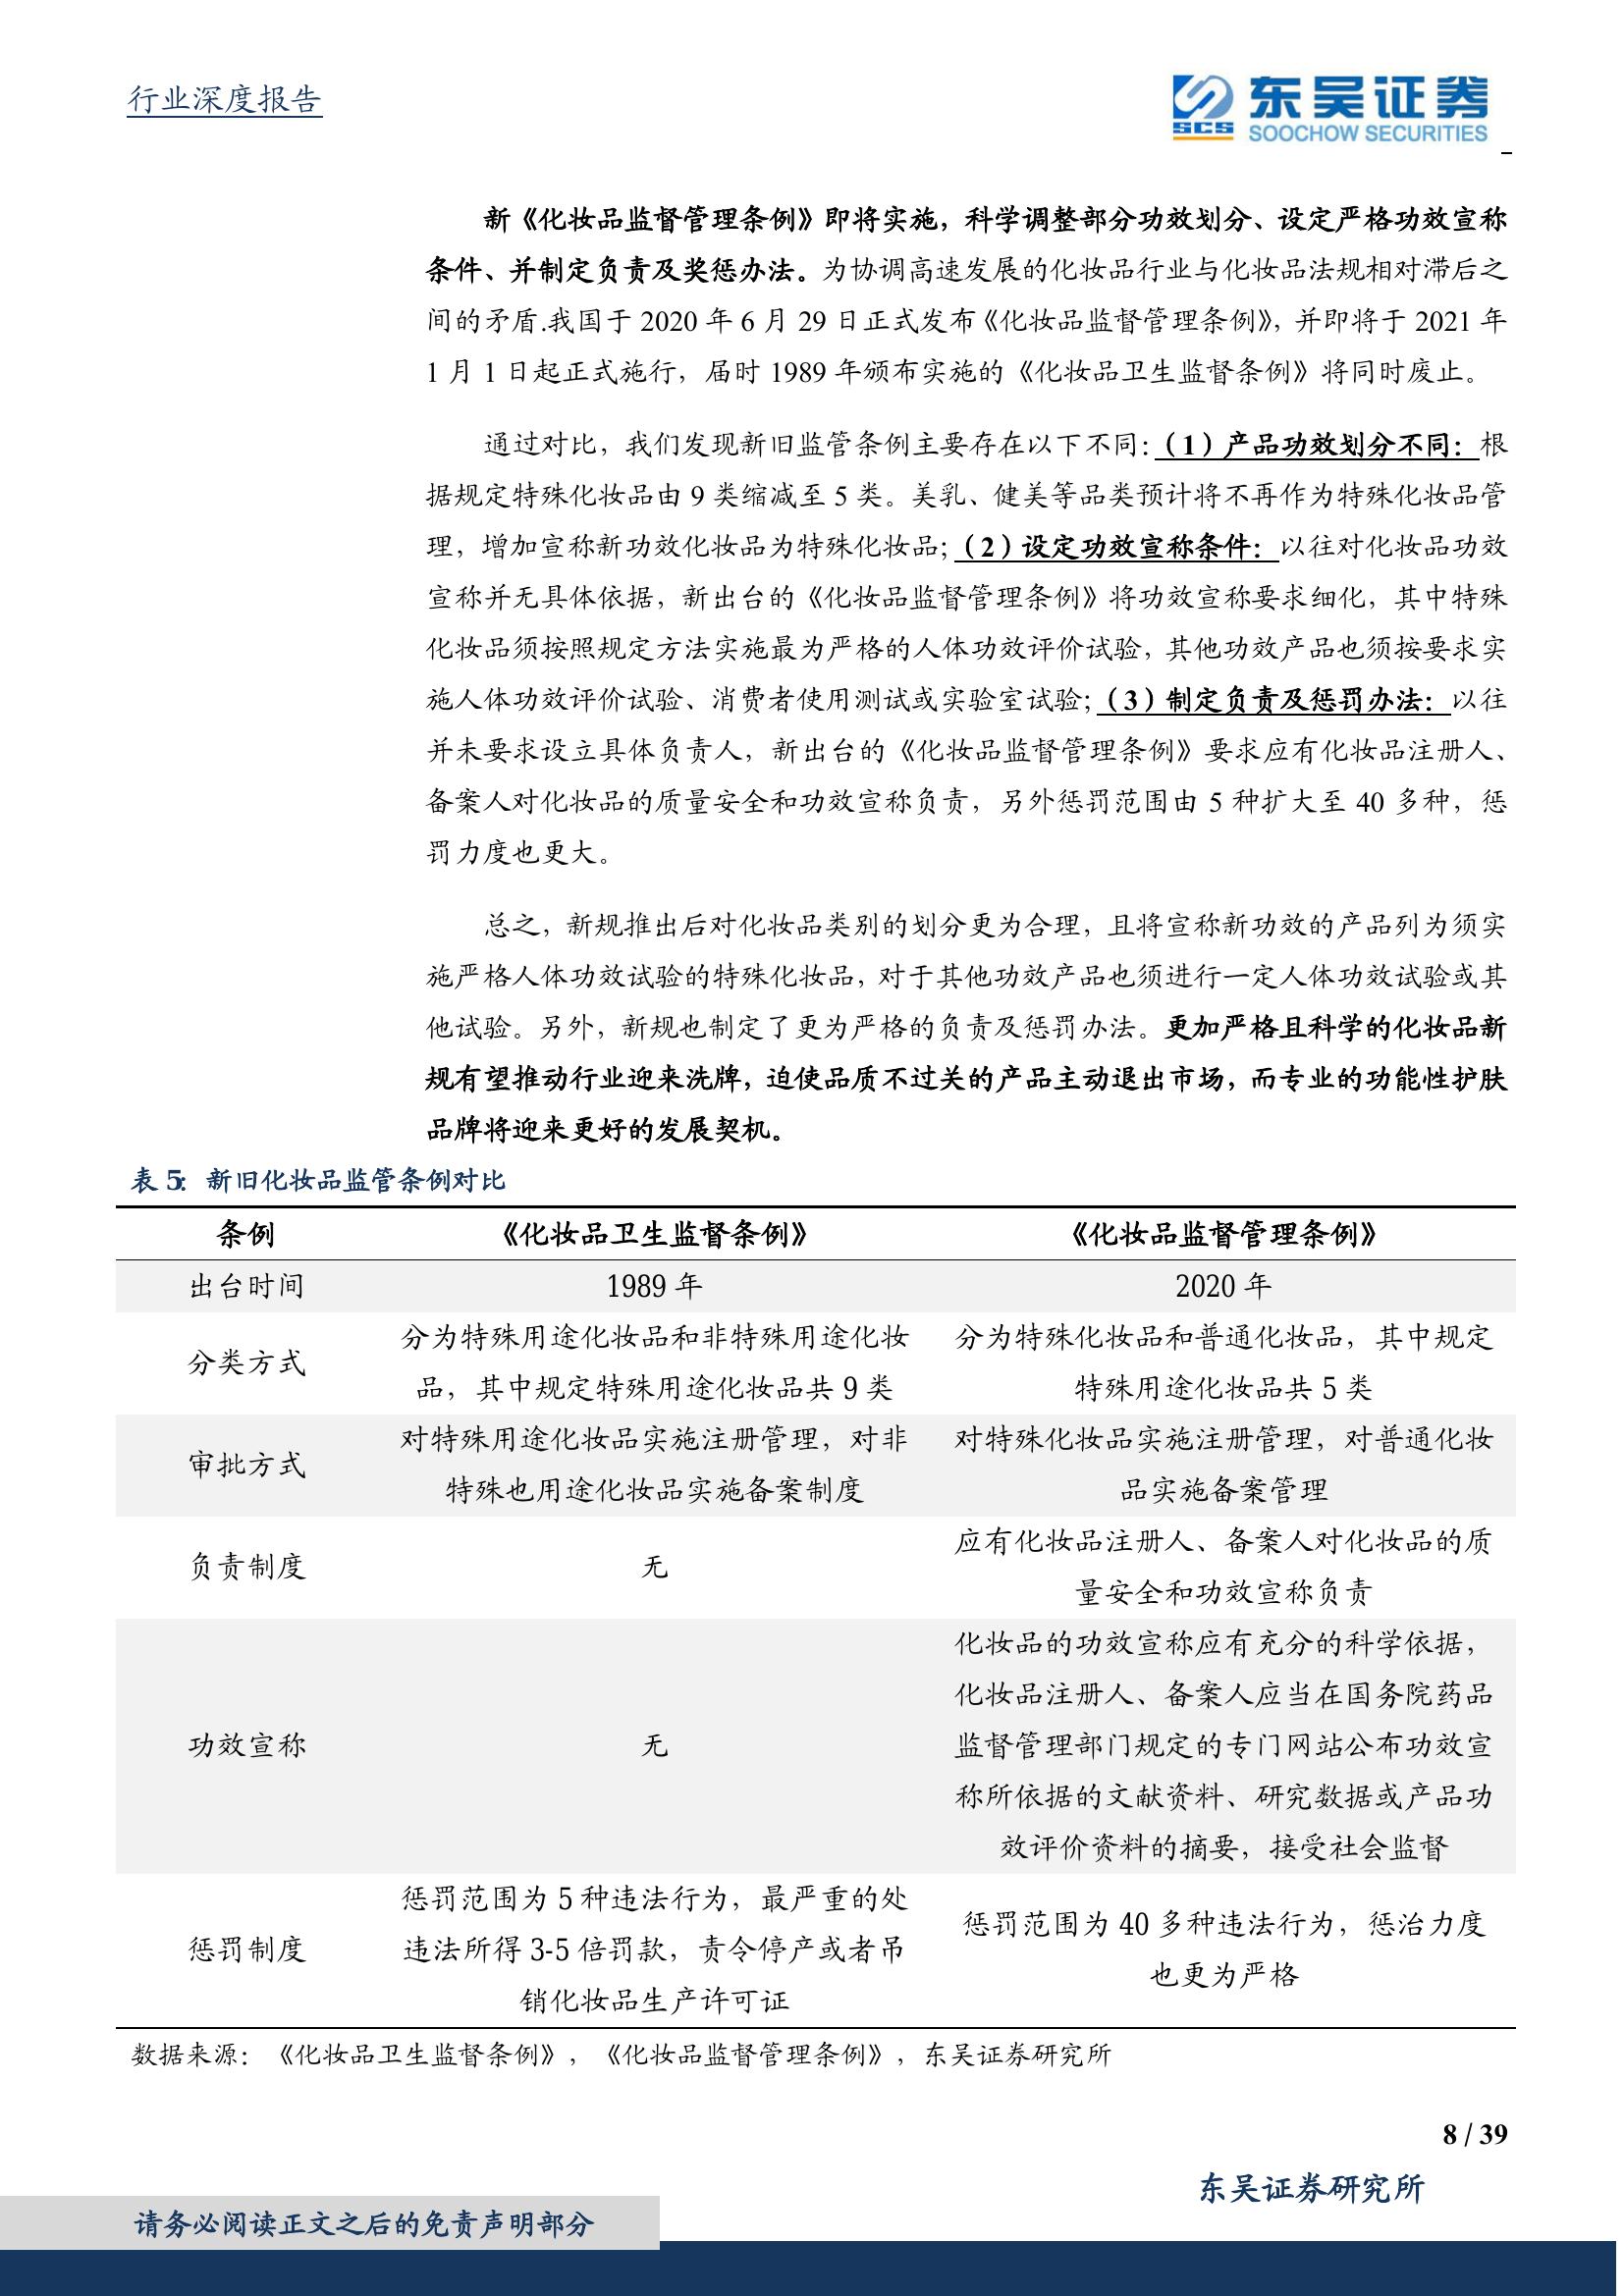 行业深度报告
SCS
东吴证券
SOOCHOW SECURITIES
新《化妆品监督管理条例》即将实施，科学调整部分功效划分、设定严格功效宣称
条件、并制定负责及奖惩办法。为协调高速发展的化妆品行业与化妆品法规相对滞后之
间的矛盾.我国于 2020 年 6 月 29 日正式发布《化妆品监督管理条例》，并即将于 2021 年
1 月 1 日起正式施行，届时 1989 年颁布实施的《化妆品卫生监督条例》将同时废止。
通过对比，我们发现新旧监管条例主要存在以下不同：（1）产品功效划分不同：根
据规定特殊化妆品由 9 类缩减至 5 类。美乳、健美等品类预计将不再作为特殊化妆品管
理，增加宣称新功效化妆品为特殊化妆品；（2）设定功效宣称条件：以往对化妆品功效
宣称并无具体依据，新出台的《化妆品监督管理条例》将功效宣称要求细化，其中特殊
化妆品须按照规定方法实施最为严格的人体功效评价试验，其他功效产品也须按要求实
施人体功效评价试验、消费者使用测试或实验室试验；（3）制定负责及惩罚办法：以往
并未要求设立具体负责人，新出台的《化妆品监督管理条例》要求应有化妆品注册人、
备案人对化妆品的质量安全和功效宣称负责，另外惩罚范围由 5 种扩大至 40 多种，惩
罚力度也更大。
总之，新规推出后对化妆品类别的划分更为合理，且将宣称新功效的产品列为须实
施严格人体功效试验的特殊化妆品，对于其他功效产品也须进行一定人体功效试验或其
他试验。另外，新规也制定了更为严格的负责及惩罚办法。更加严格且科学的化妆品新
规有望推动行业迎来洗牌，迫使品质不过关的产品主动退出市场，而专业的功能性护肤
品牌将迎来更好的发展契机。
表 5：新旧化妆品监管条例对比
条例 《化妆品卫生监督条例》 《化妆品监督管理条例》
出台时间 1989 年 2020 年
分类方式
分为特殊用途化妆品和非特殊用途化妆
品，其中规定特殊用途化妆品共 9 类
分为特殊化妆品和普通化妆品，其中规定
特殊用途化妆品共 5 类
审批方式
对特殊用途化妆品实施注册管理，对非
特殊也用途化妆品实施备案制度
对特殊化妆品实施注册管理，对普通化妆
品实施备案管理
负责制度
无
应有化妆品注册人、备案人对化妆品的质
量安全和功效宣称负责
功效宣称
无
化妆品的功效宣称应有充分的科学依据，
化妆品注册人、备案人应当在国务院药品
监督管理部门规定的专门网站公布功效宣
称所依据的文献资料、研究数据或产品功
效评价资料的摘要，接受社会监督
惩罚制度
惩罚范围为 5 种违法行为，最严重的处
违法所得 3-5 倍罚款，责令停产或者吊
销化妆品生产许可证
惩罚范围为 40 多种违法行为，惩冶力度
也更为严格
数据来源：《化妆品卫生监督条例》，《化妆品监督管理条例》，东吴证券研究所
8 / 39
东吴证券研究所
请务必阅读正文之后的免责声明部分